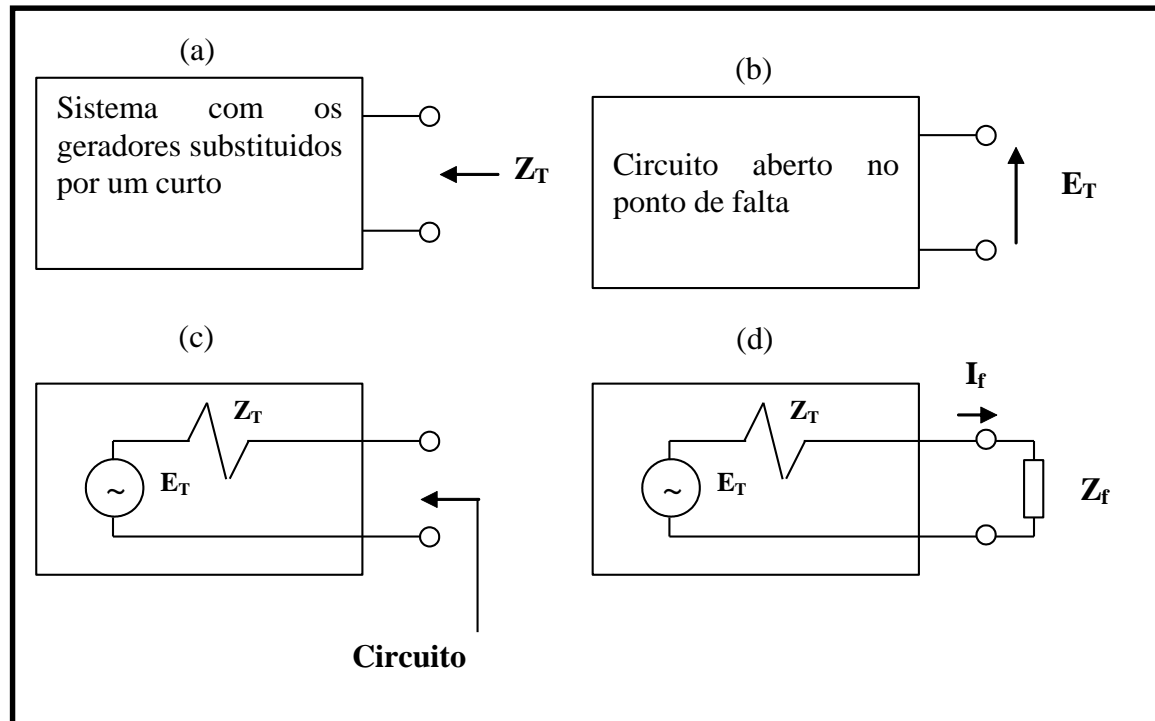 (a)
Sistema com os
geradores substituidos
por um curto
Z_T
(b)
Circuito aberto no
ponto de falta
E_T
(c)
Z_T
~
E_T
Circuito
(d)
I_f
Z_T
~
E_T
Z_f